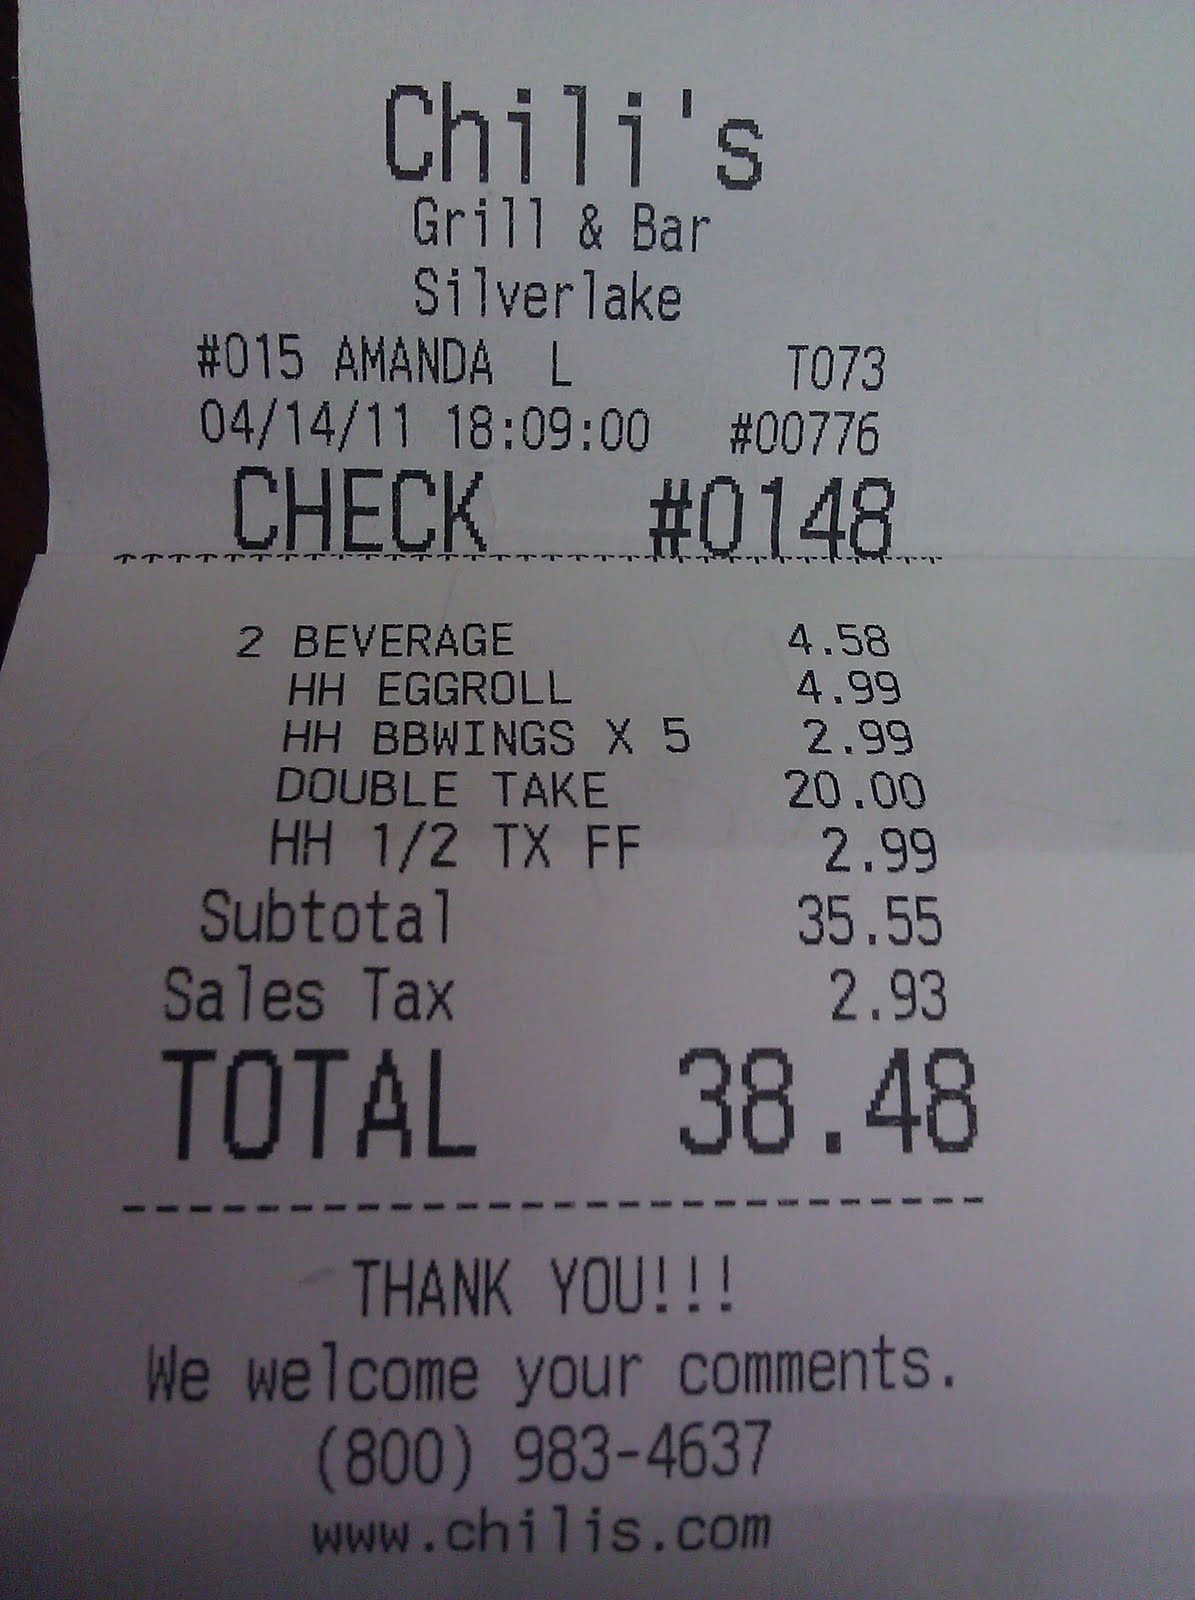 Chili's
Grill & Bar
Silverlake
#015 AMANDA L T073
04/14/11 18:09:00 #00776
CHECK #0148
2 BEVERAGE 4.58
HH EGGROLL 4.99
HH BBWINGS X 5 2.99
DOUBLE TAKE 20.00
HH 1/2 TX FF 2.99
Subtotal 35.55
Sales Tax 2.93
TOTAL 38.48
THANK YOU!!!
We welcome your comments.
(800) 983-4637
www.chilis.com